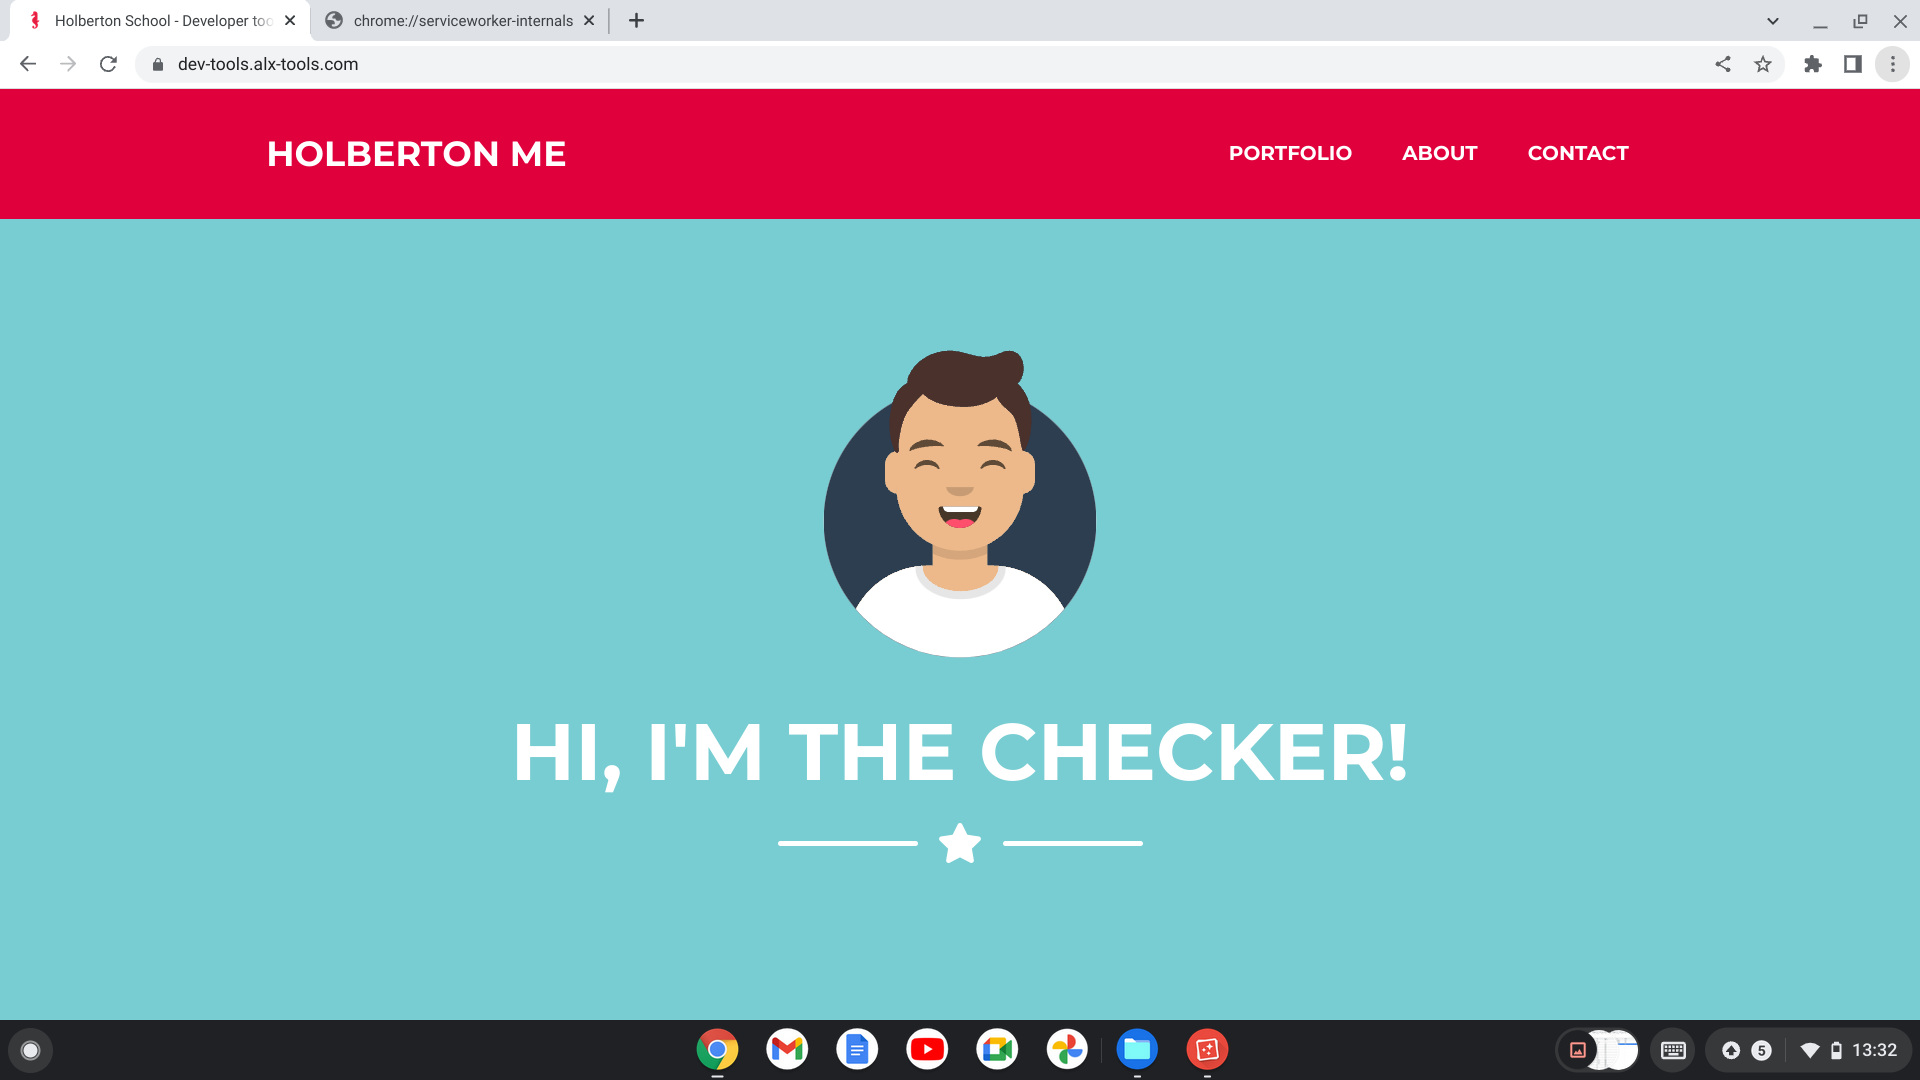 Holberton School - Developer too
chrome://serviceworker-internals
dev-tools.alx-tools.com
HOLBERTON ME
PORTFOLIO
ABOUT
CONTACT
HI, I'M THE CHECKER!
5
13:32